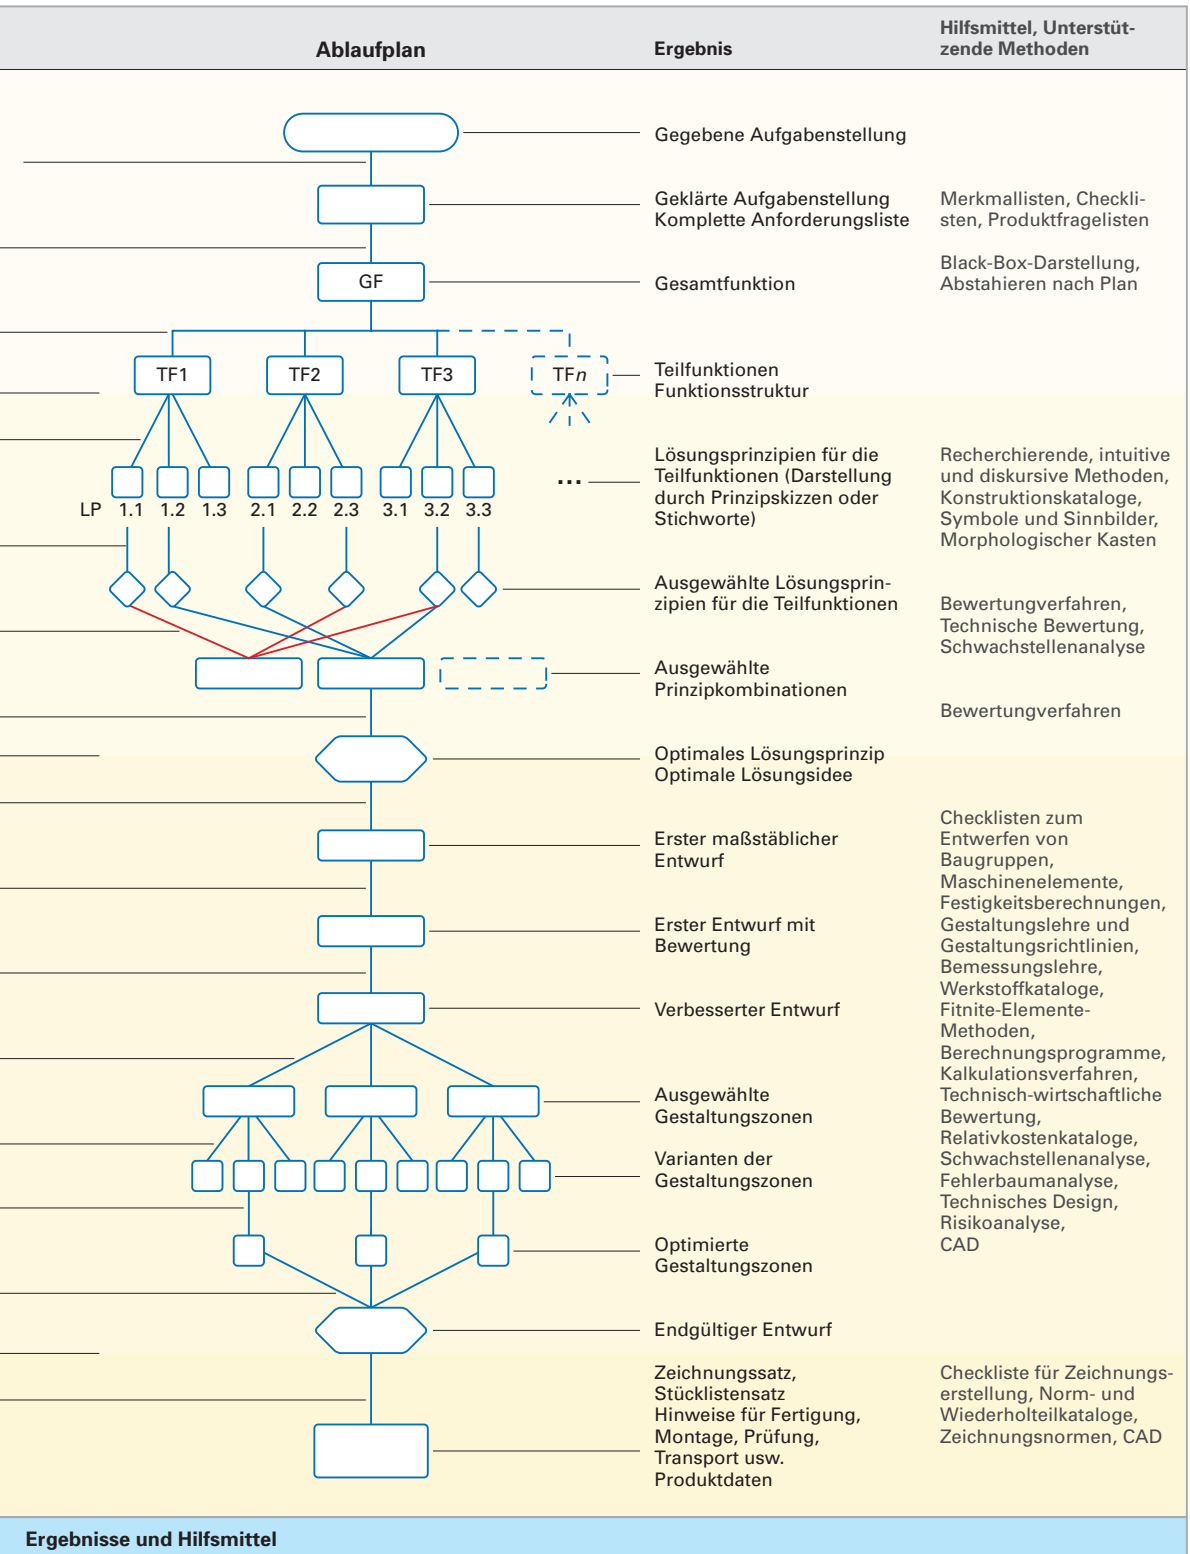 Ablaufplan
Ergebnis
Hilfsmittel, Unterstüt-
zende Methoden
Gegebene Aufgabenstellung
Geklärte Aufgabenstellung
Komplette Anforderungsliste
Merkmallisten, Checkli-
sten, Produktfragelisten
GF
Gesamtfunktion
Black-Box-Darstellung,
Abstahieren nach Plan
TF1 TF2 TF3 TFn
Teilfunktionen
Funktionsstruktur
Lösungsprinzipien für die
Teilfunktionen (Darstellung
durch Prinzipskizzen oder
Stichworte)
Recherchierende, intuitive
und diskursive Methoden,
Konstruktionskataloge,
Symbole und Sinnbilder,
Morphologischer Kasten
...
LP 1.1 1.2 1.3 2.1 2.2 2.3 3.1 3.2 3.3
Ausgewählte Lösungsprin-
zipien für die Teilfunktionen
Bewertungverfahren,
Technische Bewertung,
Schwachstellenanalyse
Ausgewählte
Prinzipkombinationen
Bewertungverfahren
Optimales Lösungsprinzip
Optimale Lösungsidee
Erster maßstäblicher
Entwurf
Erster Entwurf mit
Bewertung
Verbesserter Entwurf
Ausgewählte
Gestaltungszonen
Varianten der
Gestaltungszonen
Optimierte
Gestaltungszonen
Endgültiger Entwurf
Checklisten zum
Entwerfen von
Baugruppen,
Maschinenelemente,
Festigkeitsberechnungen,
Gestaltungslehre und
Gestaltungsrichtlinien,
Bemessungslehre,
Werkstoffkataloge,
Fitnite-Elemente-
Methoden,
Berechnungsprogramme,
Kalkulationsverfahren,
Technisch-wirtschaftliche
Bewertung,
Relativkostenkataloge,
Schwachstellenanalyse,
Fehlerbaumanalyse,
Technisches Design,
Risikoanalyse,
CAD
Zeichnungssatz,
Stücklistensatz
Hinweise für Fertigung,
Montage, Prüfung,
Transport usw.
Produktdaten
Checkliste für Zeichnungs-
erstellung, Norm- und
Wiederholteilkataloge,
Zeichnungsnormen, CAD
Ergebnisse und Hilfsmittel